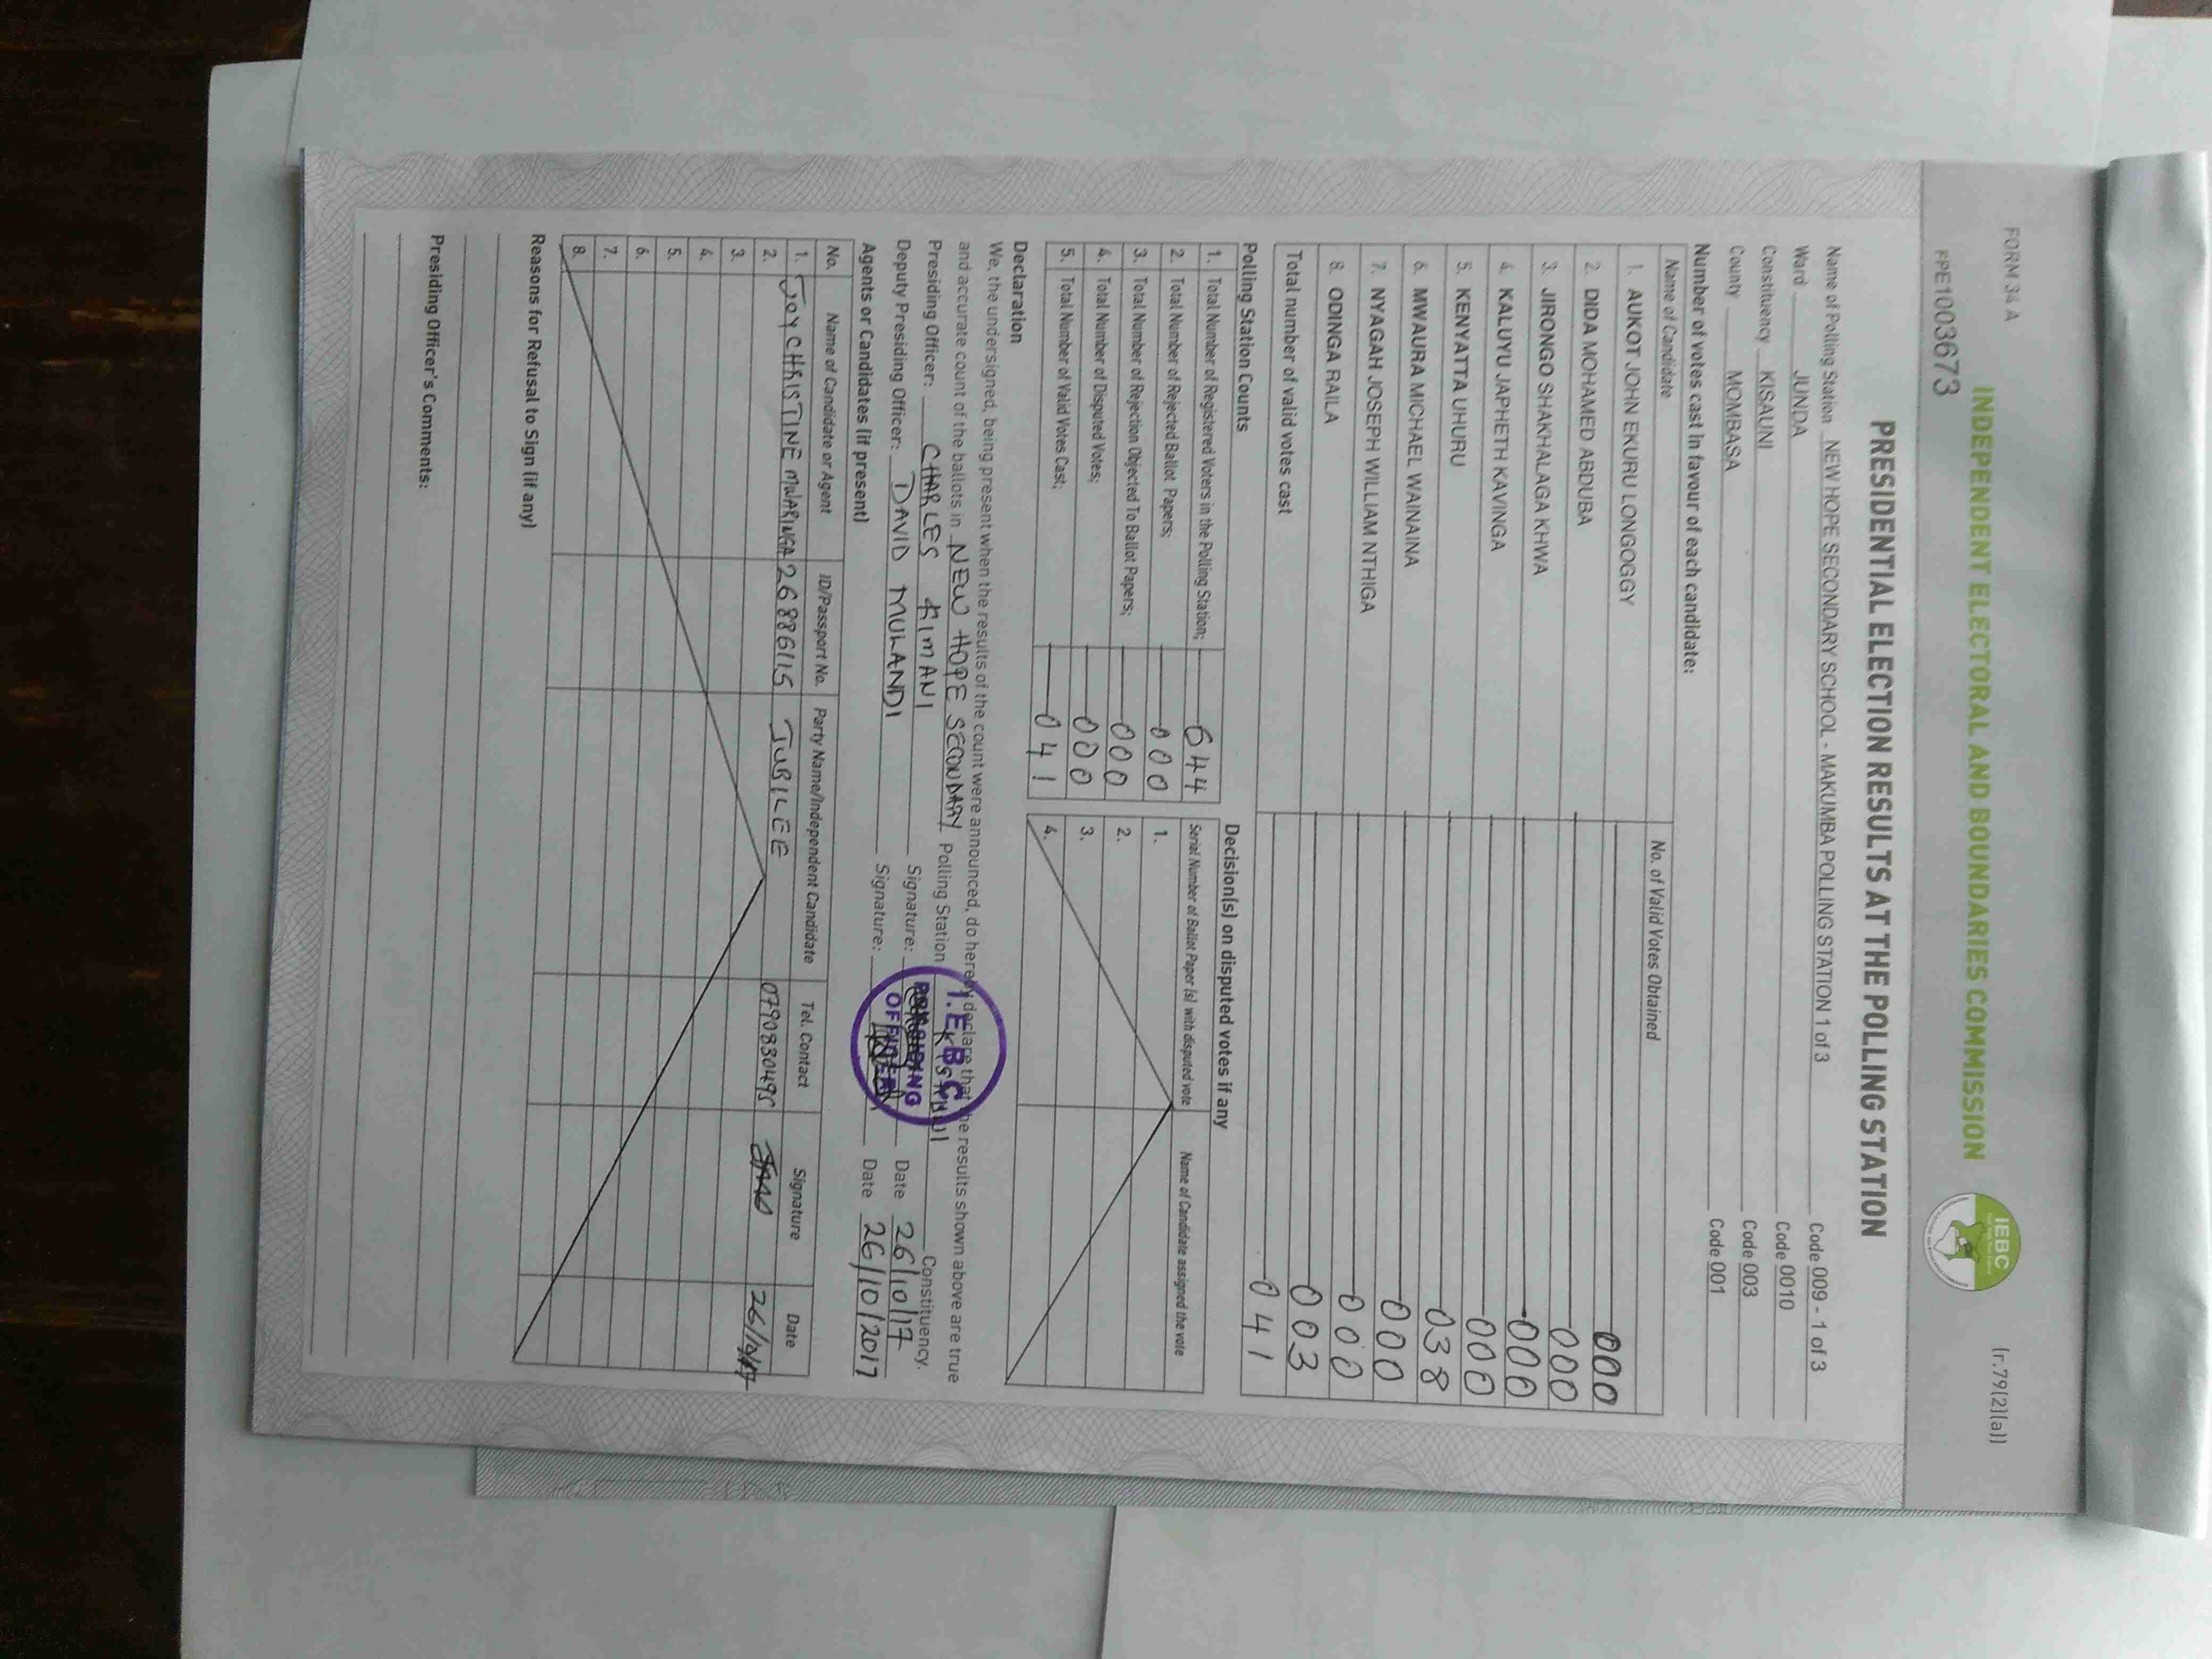 FORM 34 A
(r.79(2)(a))
FPE1003673
INDEPENDENT ELECTORAL AND BOUNDARIES COMMISSION
IEBC
PRESIDENTIAL ELECTION RESULTS AT THE POLLING STATION
Name of Polling Station NEW HOPE SECONDARY SCHOOL - MAKUMBA POLLING STATION 1 of 3 Code 009 - 1 of 3
Ward JUNDA Code 0010
Constituency KISAUNI Code 003
County MOMBASA Code 001
Number of votes cast in favour of each candidate:
Name of Candidate No. of Valid Votes Obtained
1. AUKOT JOHN EKURU LONGOGGY 000
2. DIDA MOHAMED ABDUBA 000
3. JIRONGO SHAKHALAGA KHWA 000
4. KALUYU JAPHETH KAVINGA 000
5. KENYATTA UHURU 038
6. MWAURA MICHAEL WAINAINA 000
7. NYAGAH JOSEPH WILLIAM NTHIGA 000
8. ODINGA RAILA 003
Total number of valid votes cast 041
Polling Station Counts
1. Total Number of Registered Voters in the Polling Station; 644
2. Total Number of Rejected Ballot Papers; 000
3. Total Number of Rejection Objected To Ballot Papers; 000
4. Total Number of Disputed Votes; 000
5. Total Number of Valid Votes Cast; 041
Decision(s) on disputed votes if any
Serial Number of Ballot Paper (s) with disputed vote Name of Candidate assigned the vote
1.
2.
3.
4.
Declaration
We, the undersigned, being present when the results of the count were announced, do hereby declare that the results shown above are true
and accurate count of the ballots in NEW HOPE SECONDARY Polling Station KISAUNI Constituency.
Presiding Officer: CHARLES KIMANI Signature: Date 26/10/17
Deputy Presiding Officer: DAVID MULANDI Signature: Date 26/10/2017
I.E.B.C
PRESIDING
OFFICER
Agents or Candidates (if present)
No. Name of Candidate or Agent ID/Passport No. Party Name/Independent Candidate Tel. Contact Signature Date
1. JOY CHRISTINE MWARINGA 26886115 JUBILEE 0790830495 26/10/17
2.
3.
4.
5.
6.
7.
8.
Reasons for Refusal to Sign (if any)
Presiding Officer's Comments: